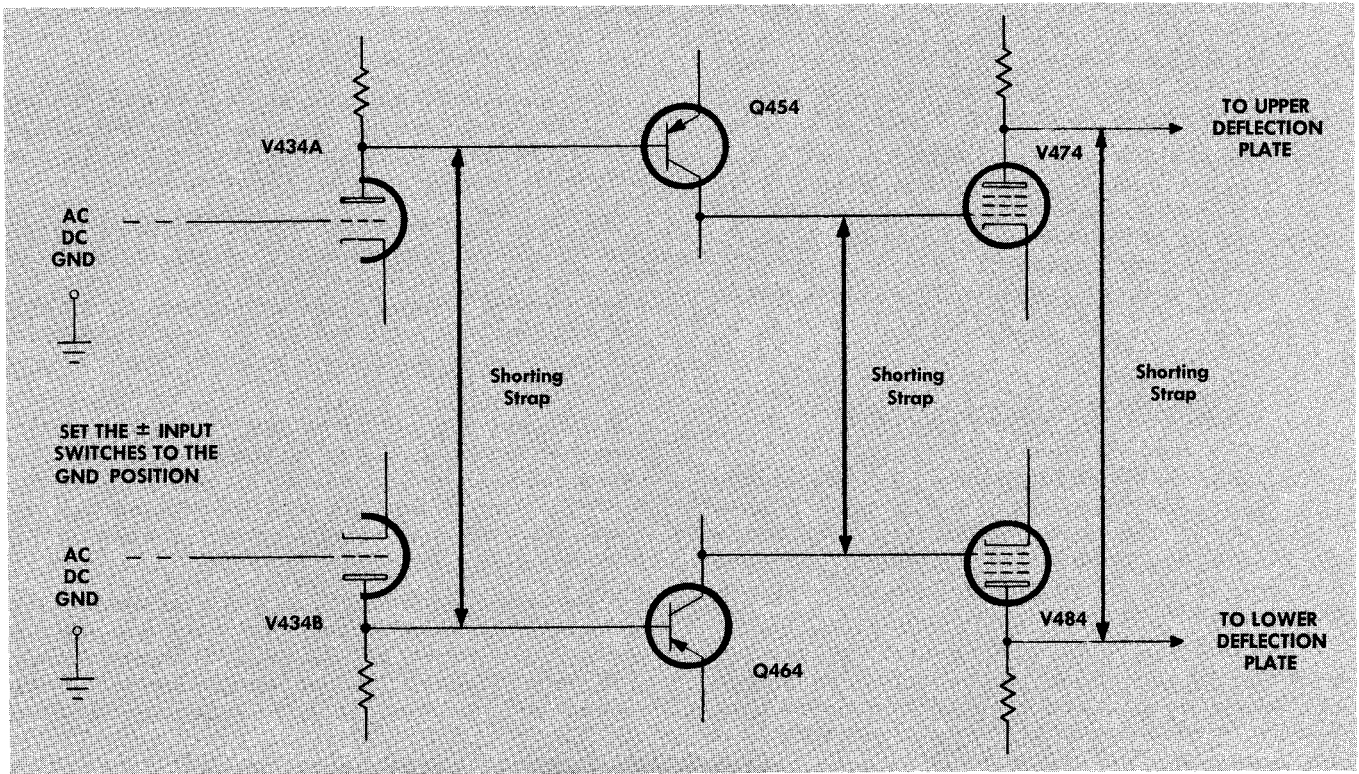 Q454
TO UPPER
DEFLECTION
PLATE
V434A
V474
AC
DC
GND
Shorting
Strap
Shorting
Strap
Shorting
Strap
SET THE ± INPUT
SWITCHES TO THE
GND POSITION
AC
DC
GND
V434B
V484
TO LOWER
DEFLECTION
PLATE
Q464